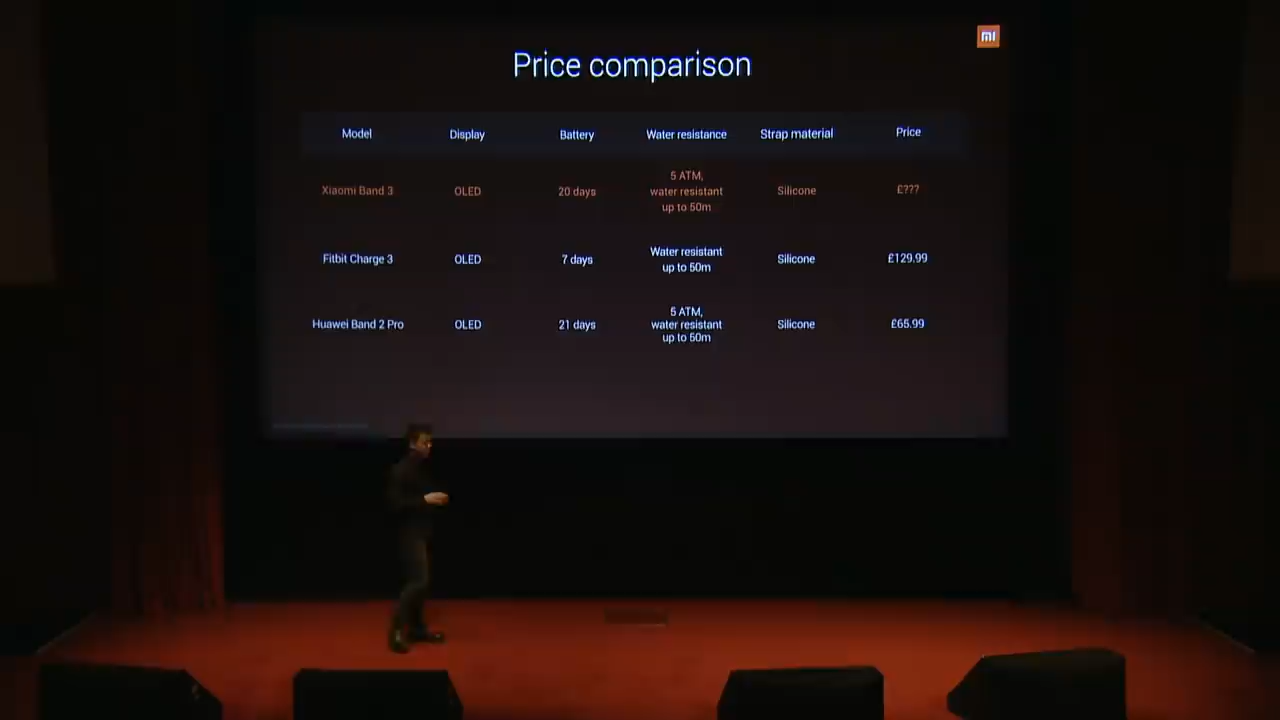 mi
Price comparison
Model Display Battery Water resistance Strap material Price
Xiaomi Band 3 OLED 20 days 5 ATM, Silicone £???
water resistant
up to 50m
Fitbit Charge 3 OLED 7 days Water resistant Silicone £129.99
up to 50m
Huawei Band 2 Pro OLED 21 days 5 ATM, Silicone £65.99
water resistant
up to 50m